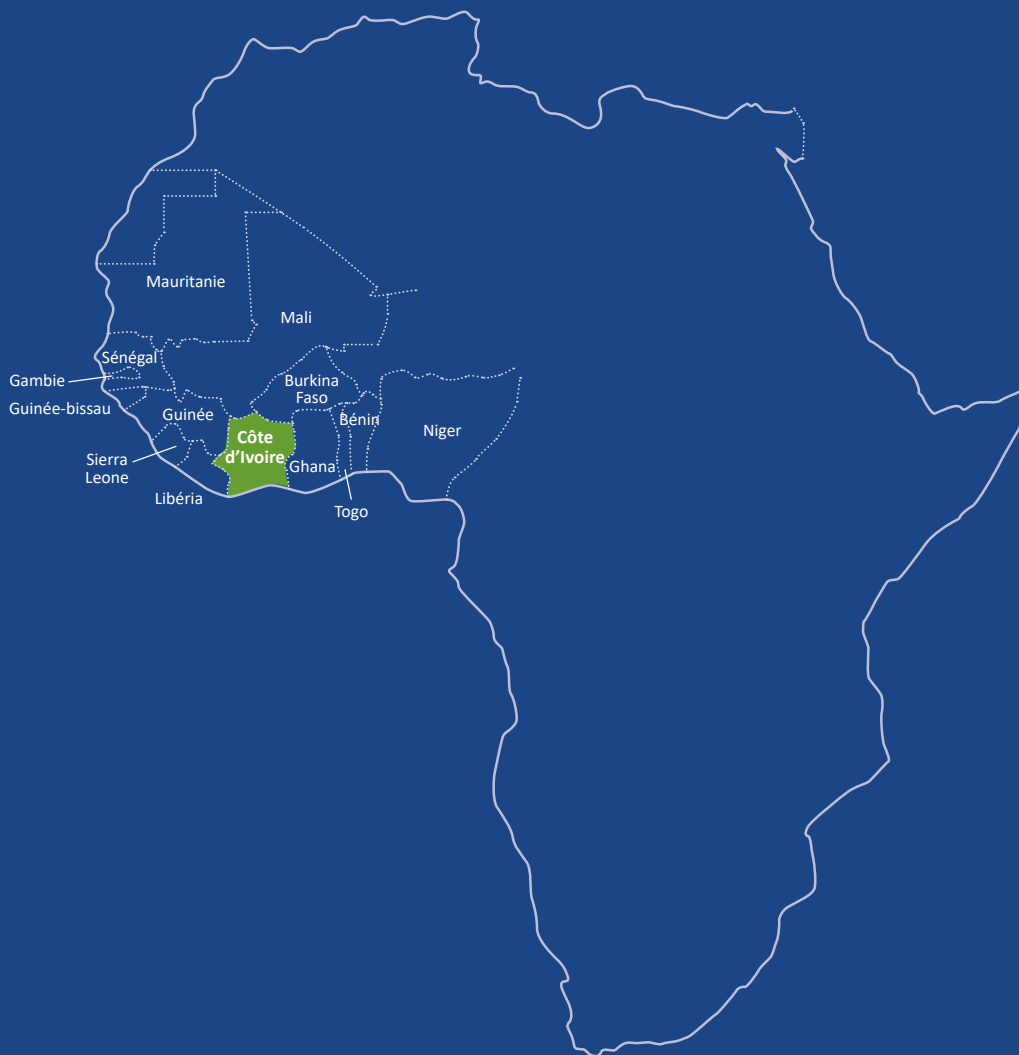 Mauritanie
Mali
Sénégal
Gambie
Guinée-bissau
Burkina
Faso
Guinée
Bénin
Niger
Côte
d'Ivoire
Ghana
Sierra
Leone
Libéria
Togo